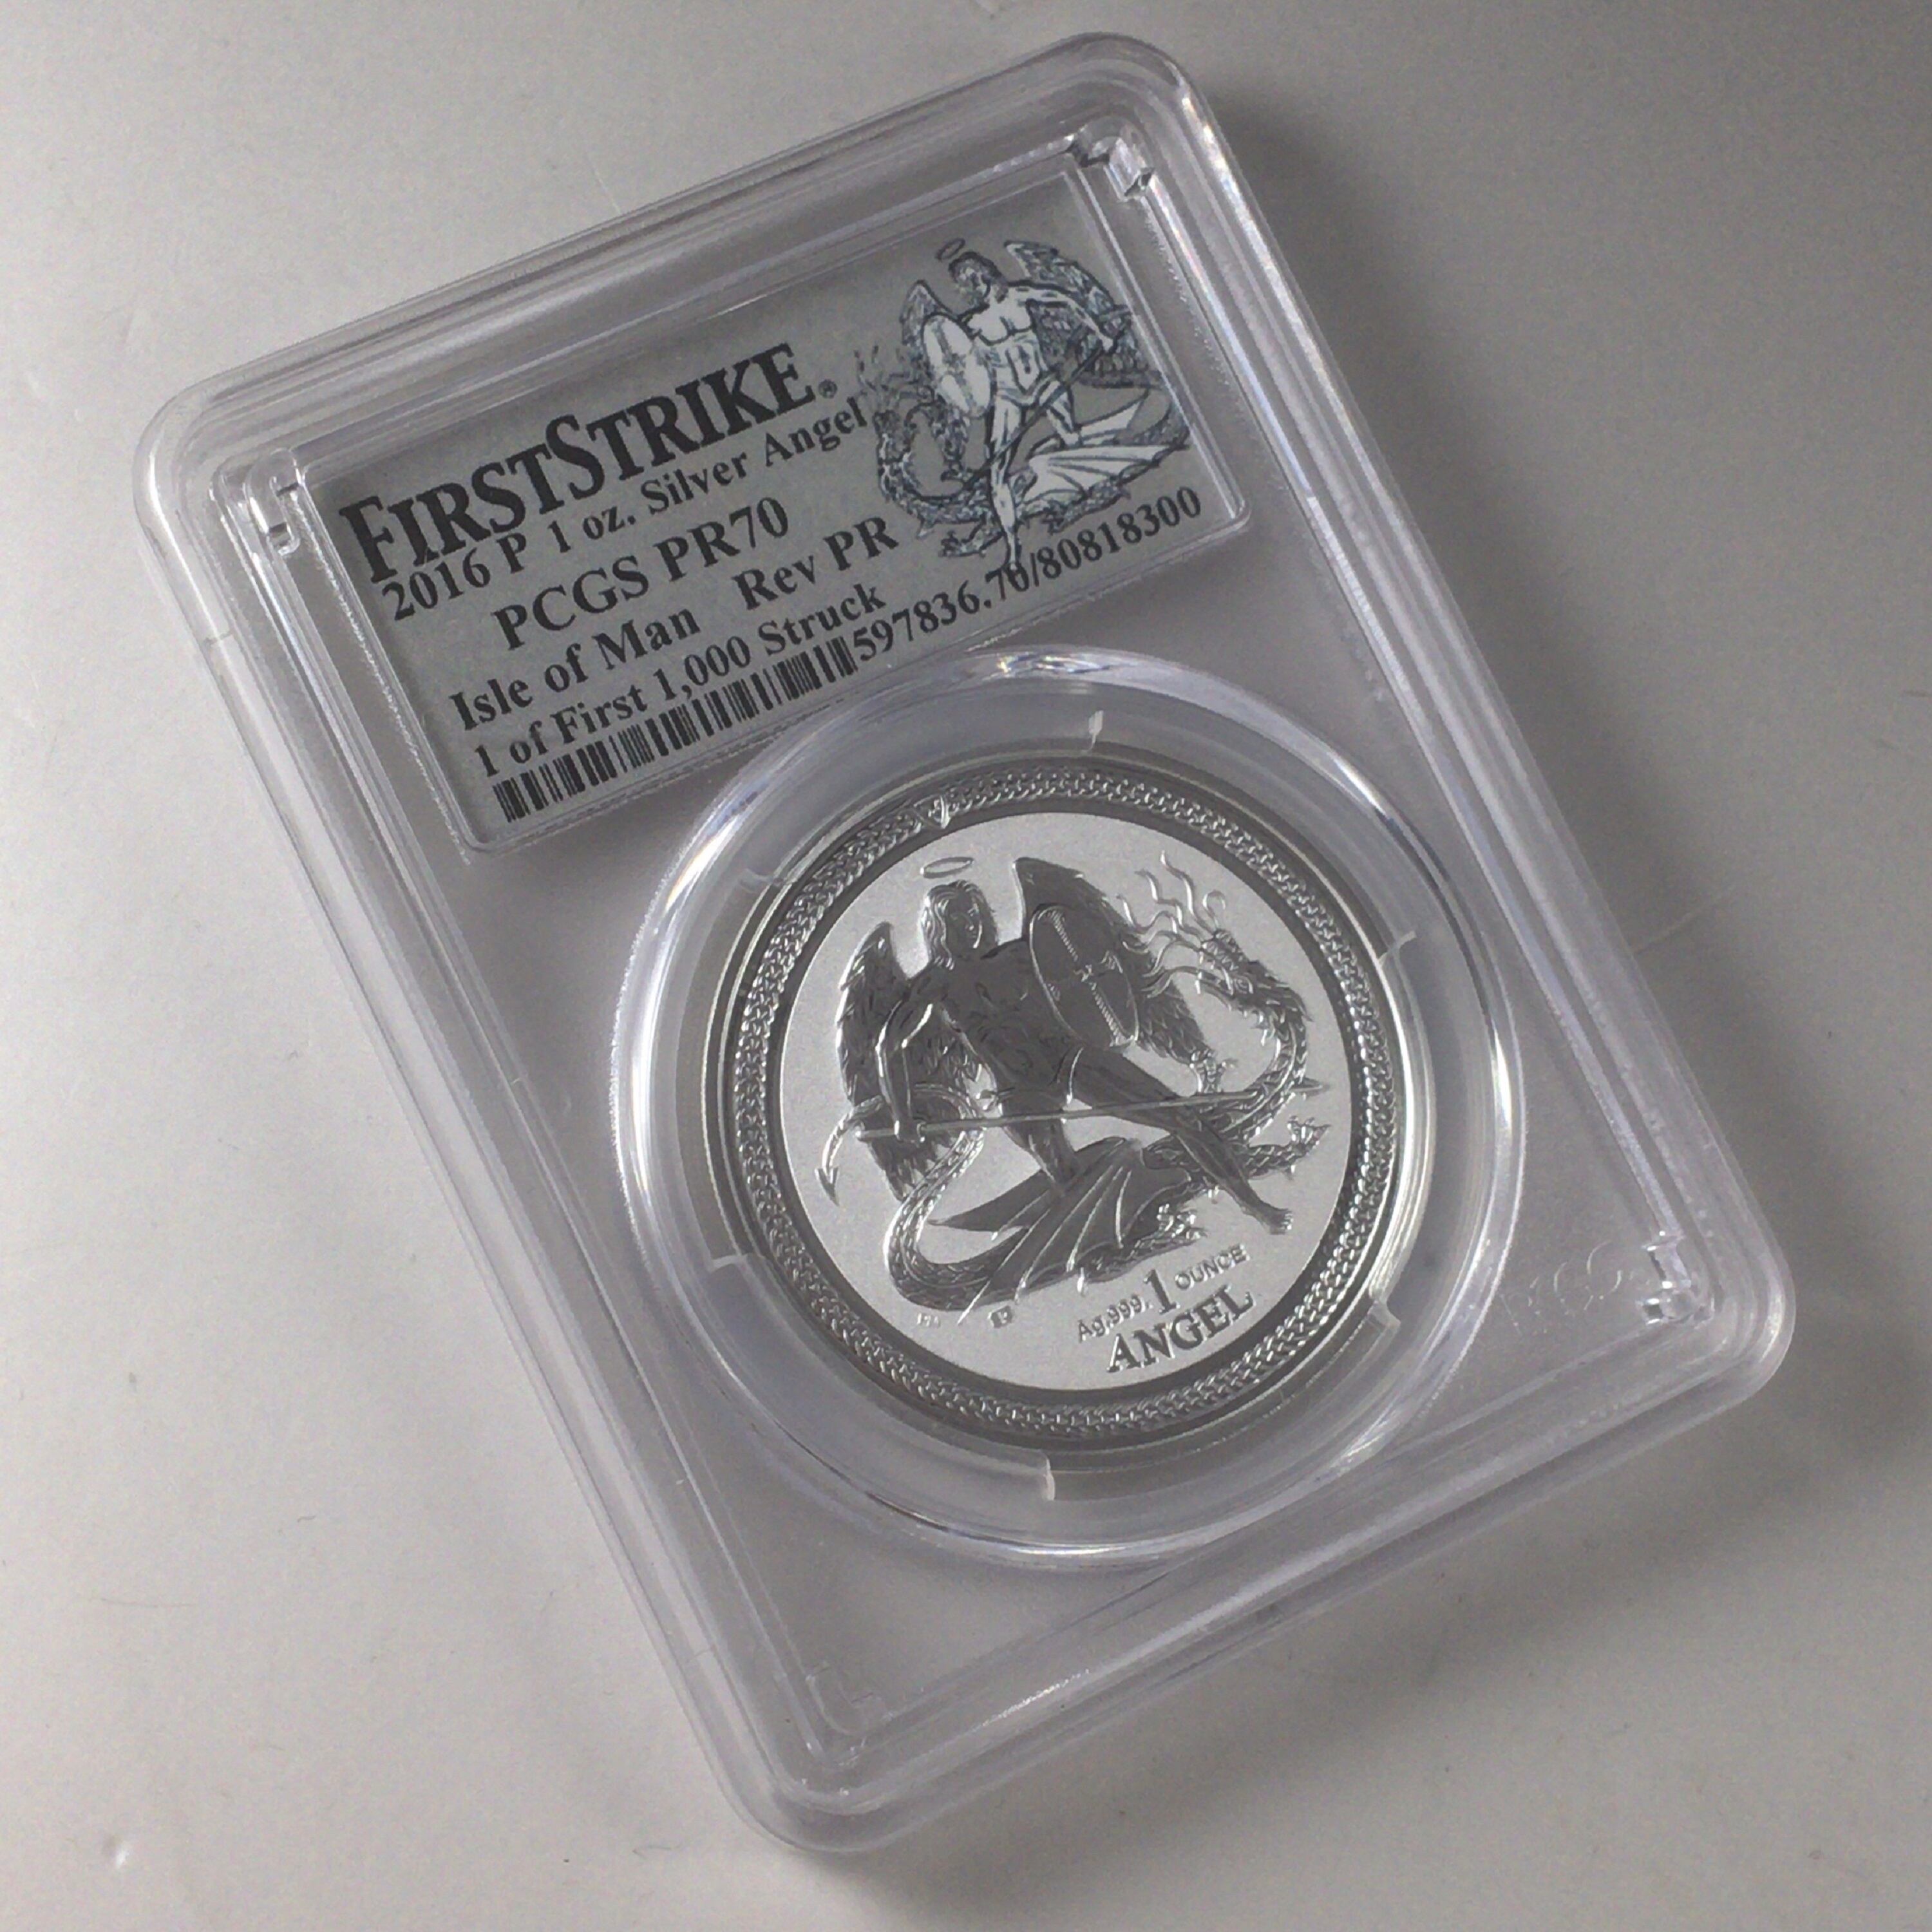 FIRSTSTRIKE®
2016 P 1 oz. Silver Angel
PCGS PR70
Isle of Man Rev PR
1 of First 1,000 Struck
597836.70/80818300
Ag.999. 1 OUNCE
ANGEL